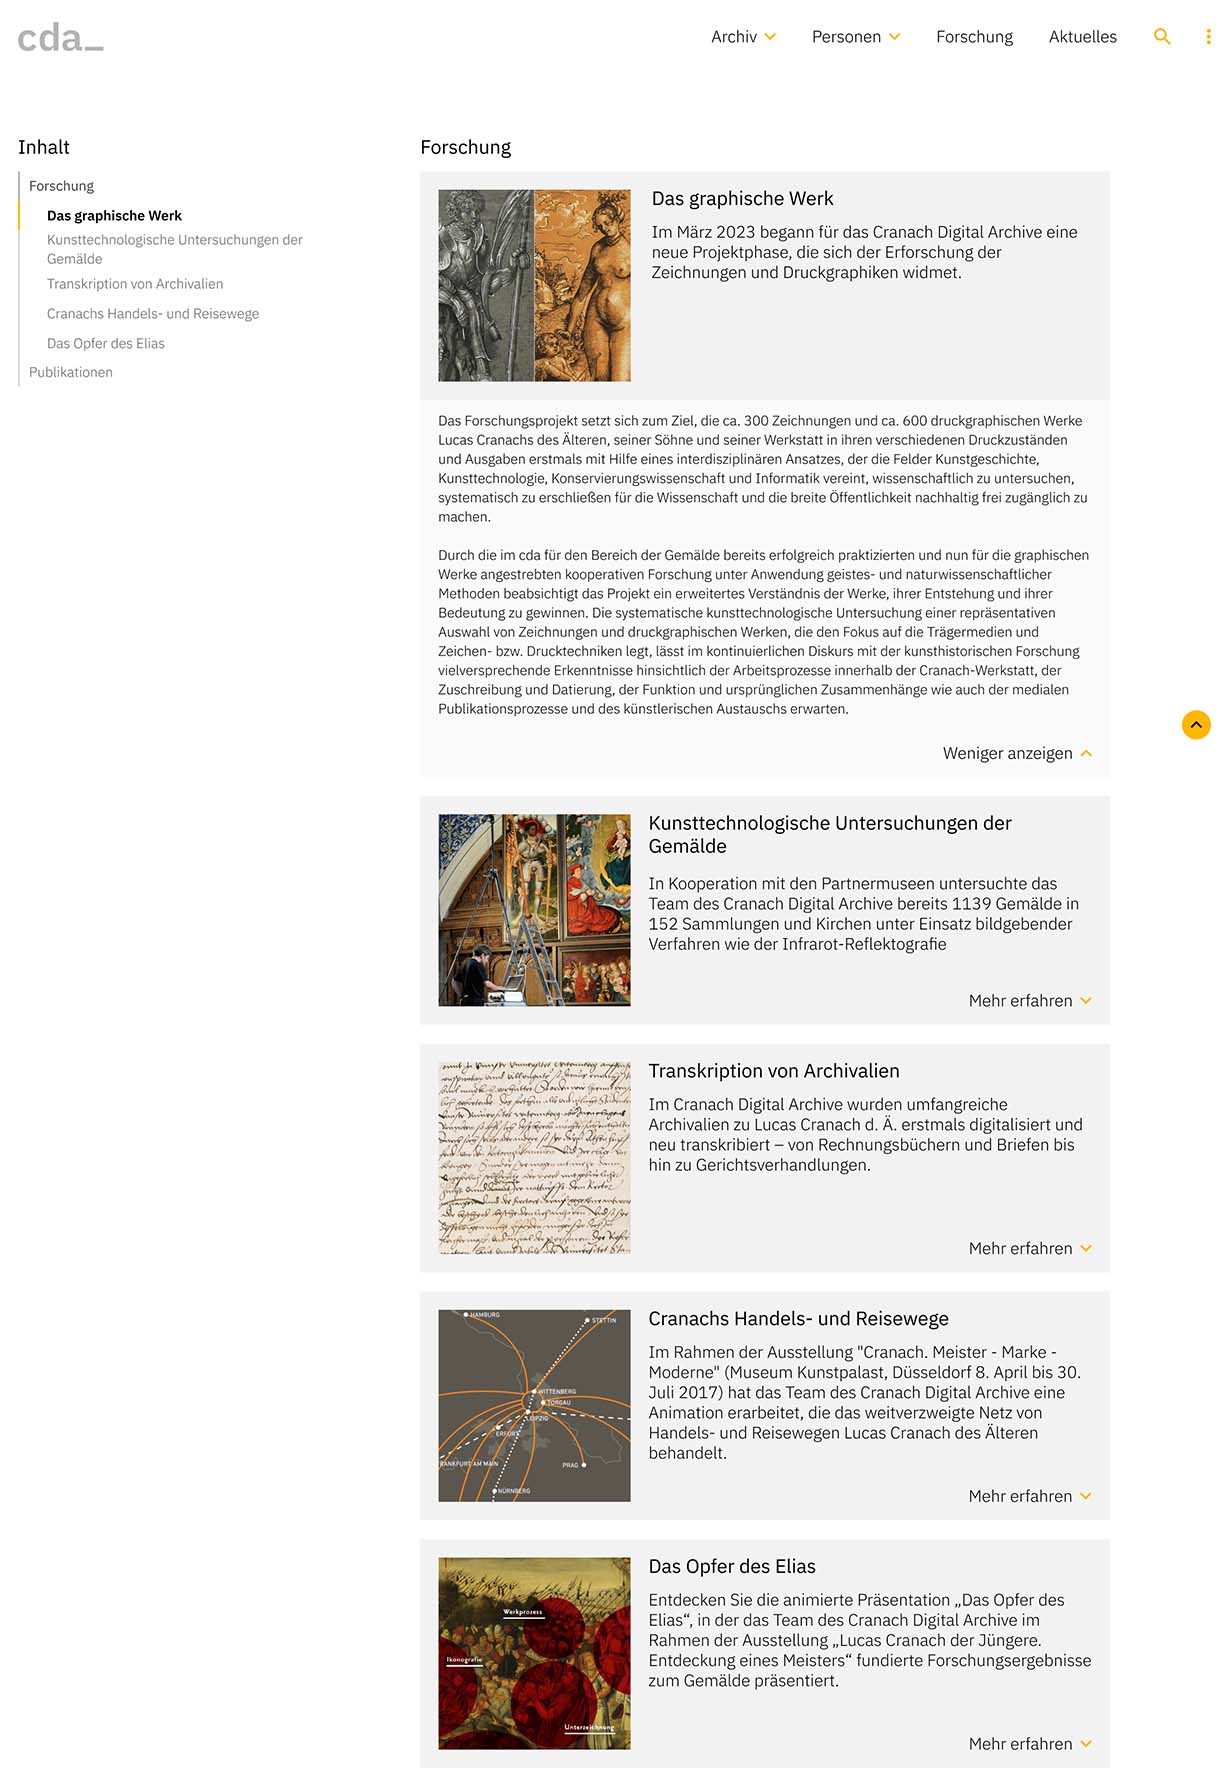 cda_
Archiv
Personen
Forschung
Aktuelles
Inhalt
Forschung
Das graphische Werk
Kunsttechnologische Untersuchungen der
Gemälde
Transkription von Archivalien
Cranachs Handels- und Reisewege
Das Opfer des Elias
Publikationen
Forschung
Das graphische Werk
Im März 2023 begann für das Cranach Digital Archive eine
neue Projektphase, die sich der Erforschung der
Zeichnungen und Druckgraphiken widmet.
Das Forschungsprojekt setzt sich zum Ziel, die ca. 300 Zeichnungen und ca. 600 druckgraphischen Werke
Lucas Cranachs des Älteren, seiner Söhne und seiner Werkstatt in ihren verschiedenen Druckzuständen
und Ausgaben erstmals mit Hilfe eines interdisziplinären Ansatzes, der die Felder Kunstgeschichte,
Kunsttechnologie, Konservierungswissenschaft und Informatik vereint, wissenschaftlich zu untersuchen,
systematisch zu erschließen für die Wissenschaft und die breite Öffentlichkeit nachhaltig frei zugänglich zu
machen.
Durch die im cda für den Bereich der Gemälde bereits erfolgreich praktizierten und nun für die graphischen
Werke angestrebten kooperativen Forschung unter Anwendung geistes- und naturwissenschaftlicher
Methoden beabsichtigt das Projekt ein erweitertes Verständnis der Werke, ihrer Entstehung und ihrer
Bedeutung zu gewinnen. Die systematische kunsttechnologische Untersuchung einer repräsentativen
Auswahl von Zeichnungen und druckgraphischen Werken, die den Fokus auf die Trägermedien und
Zeichen- bzw. Drucktechniken legt, lässt im kontinuierlichen Diskurs mit der kunsthistorischen Forschung
vielversprechende Erkenntnisse hinsichtlich der Arbeitsprozesse innerhalb der Cranach-Werkstatt, der
Zuschreibung und Datierung, der Funktion und ursprünglichen Zusammenhänge wie auch der medialen
Publikationsprozesse und des künstlerischen Austauschs erwarten.
Weniger anzeigen
Kunsttechnologische Untersuchungen der
Gemälde
In Kooperation mit den Partnermuseen untersuchte das
Team des Cranach Digital Archive bereits 1139 Gemälde in
152 Sammlungen und Kirchen unter Einsatz bildgebender
Verfahren wie der Infrarot-Reflektografie
Mehr erfahren
Transkription von Archivalien
Im Cranach Digital Archive wurden umfangreiche
Archivalien zu Lucas Cranach d. Ä. erstmals digitalisiert und
neu transkribiert – von Rechnungsbüchern und Briefen bis
hin zu Gerichtsverhandlungen.
Mehr erfahren
HAMBURG
STETTIN
WITTENBERG
TORGAU
LEIPZIG
ERFURT
RANKFURT AM MAIN
PRAG
NÜRNBERG
Cranachs Handels- und Reisewege
Im Rahmen der Ausstellung "Cranach. Meister - Marke -
Moderne" (Museum Kunstpalast, Düsseldorf 8. April bis 30.
Juli 2017) hat das Team des Cranach Digital Archive eine
Animation erarbeitet, die das weitverzweigte Netz von
Handels- und Reisewegen Lucas Cranach des Älteren
behandelt.
Mehr erfahren
Werkprozess
Ikonografie
Unterzeichnung
Das Opfer des Elias
Entdecken Sie die animierte Präsentation „Das Opfer des
Elias“, in der das Team des Cranach Digital Archive im
Rahmen der Ausstellung „Lucas Cranach der Jüngere.
Entdeckung eines Meisters“ fundierte Forschungsergebnisse
zum Gemälde präsentiert.
Mehr erfahren